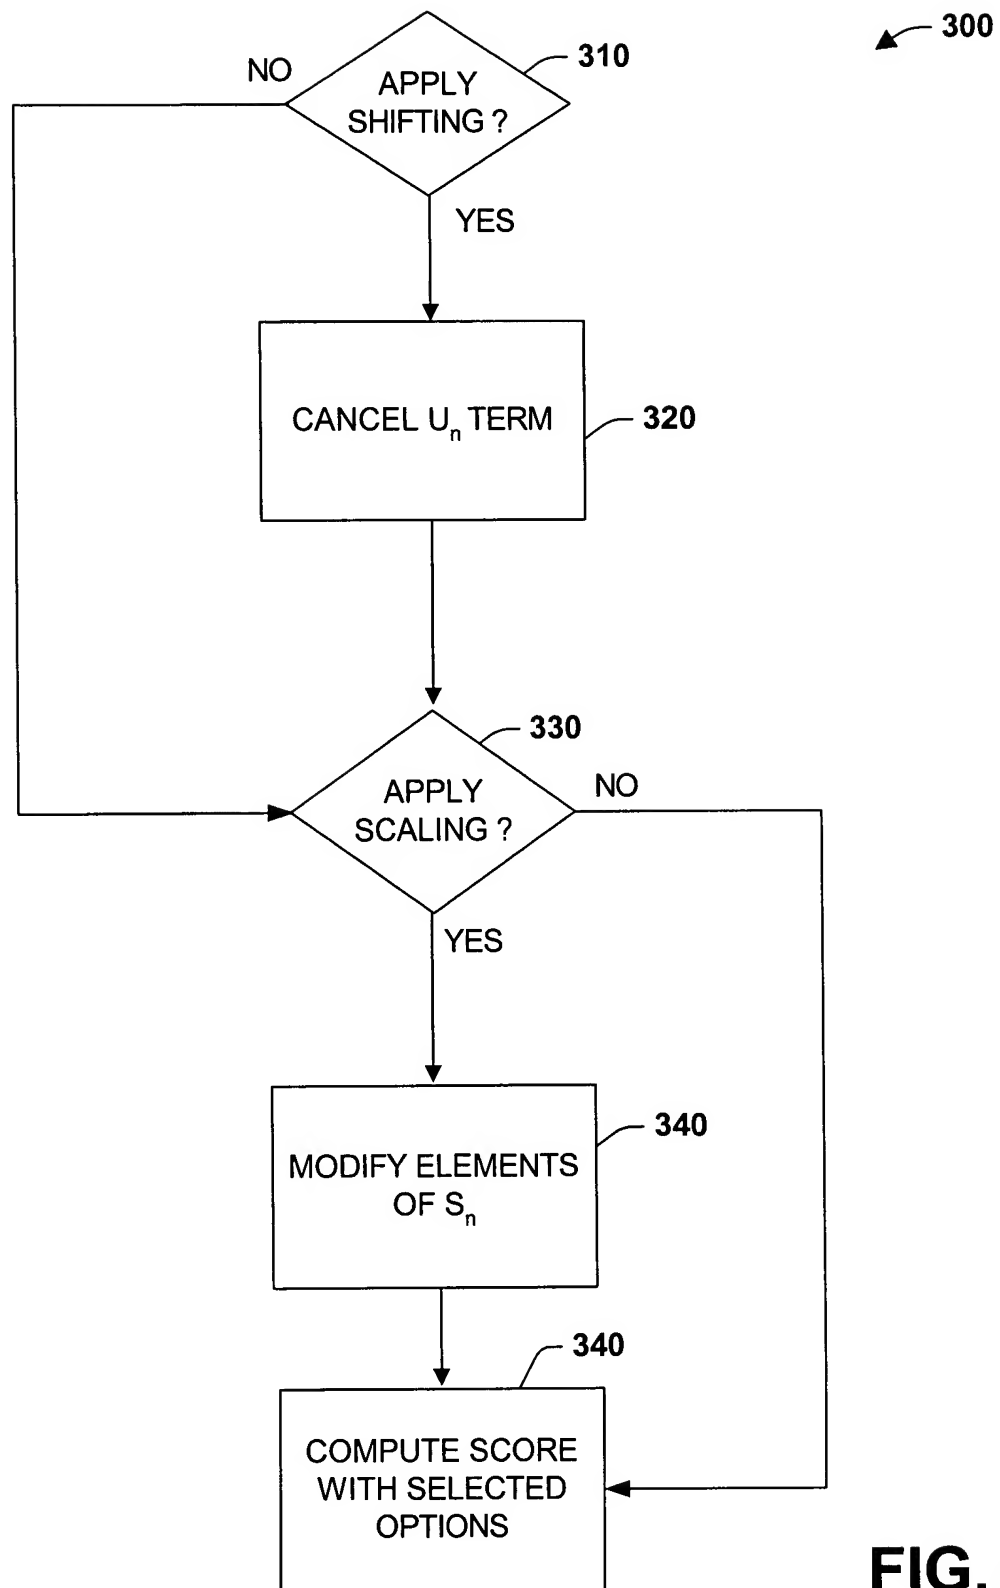 300
310
NO
APPLY
SHIFTING ?
YES
CANCEL Un TERM
320
330
APPLY
SCALING ?
NO
YES
340
MODIFY ELEMENTS
OF Sn
340
COMPUTE SCORE
WITH SELECTED
OPTIONS
FIG.